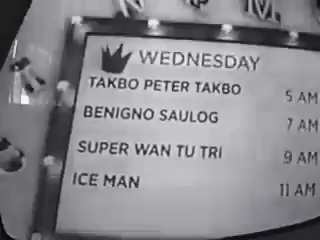 WEDNESDAY
TAKBO PETER TAKBO 5 AM
BENIGNO SAULOG 7 AM
SUPER WAN TU TRI 9 AM
ICE MAN 11 AM